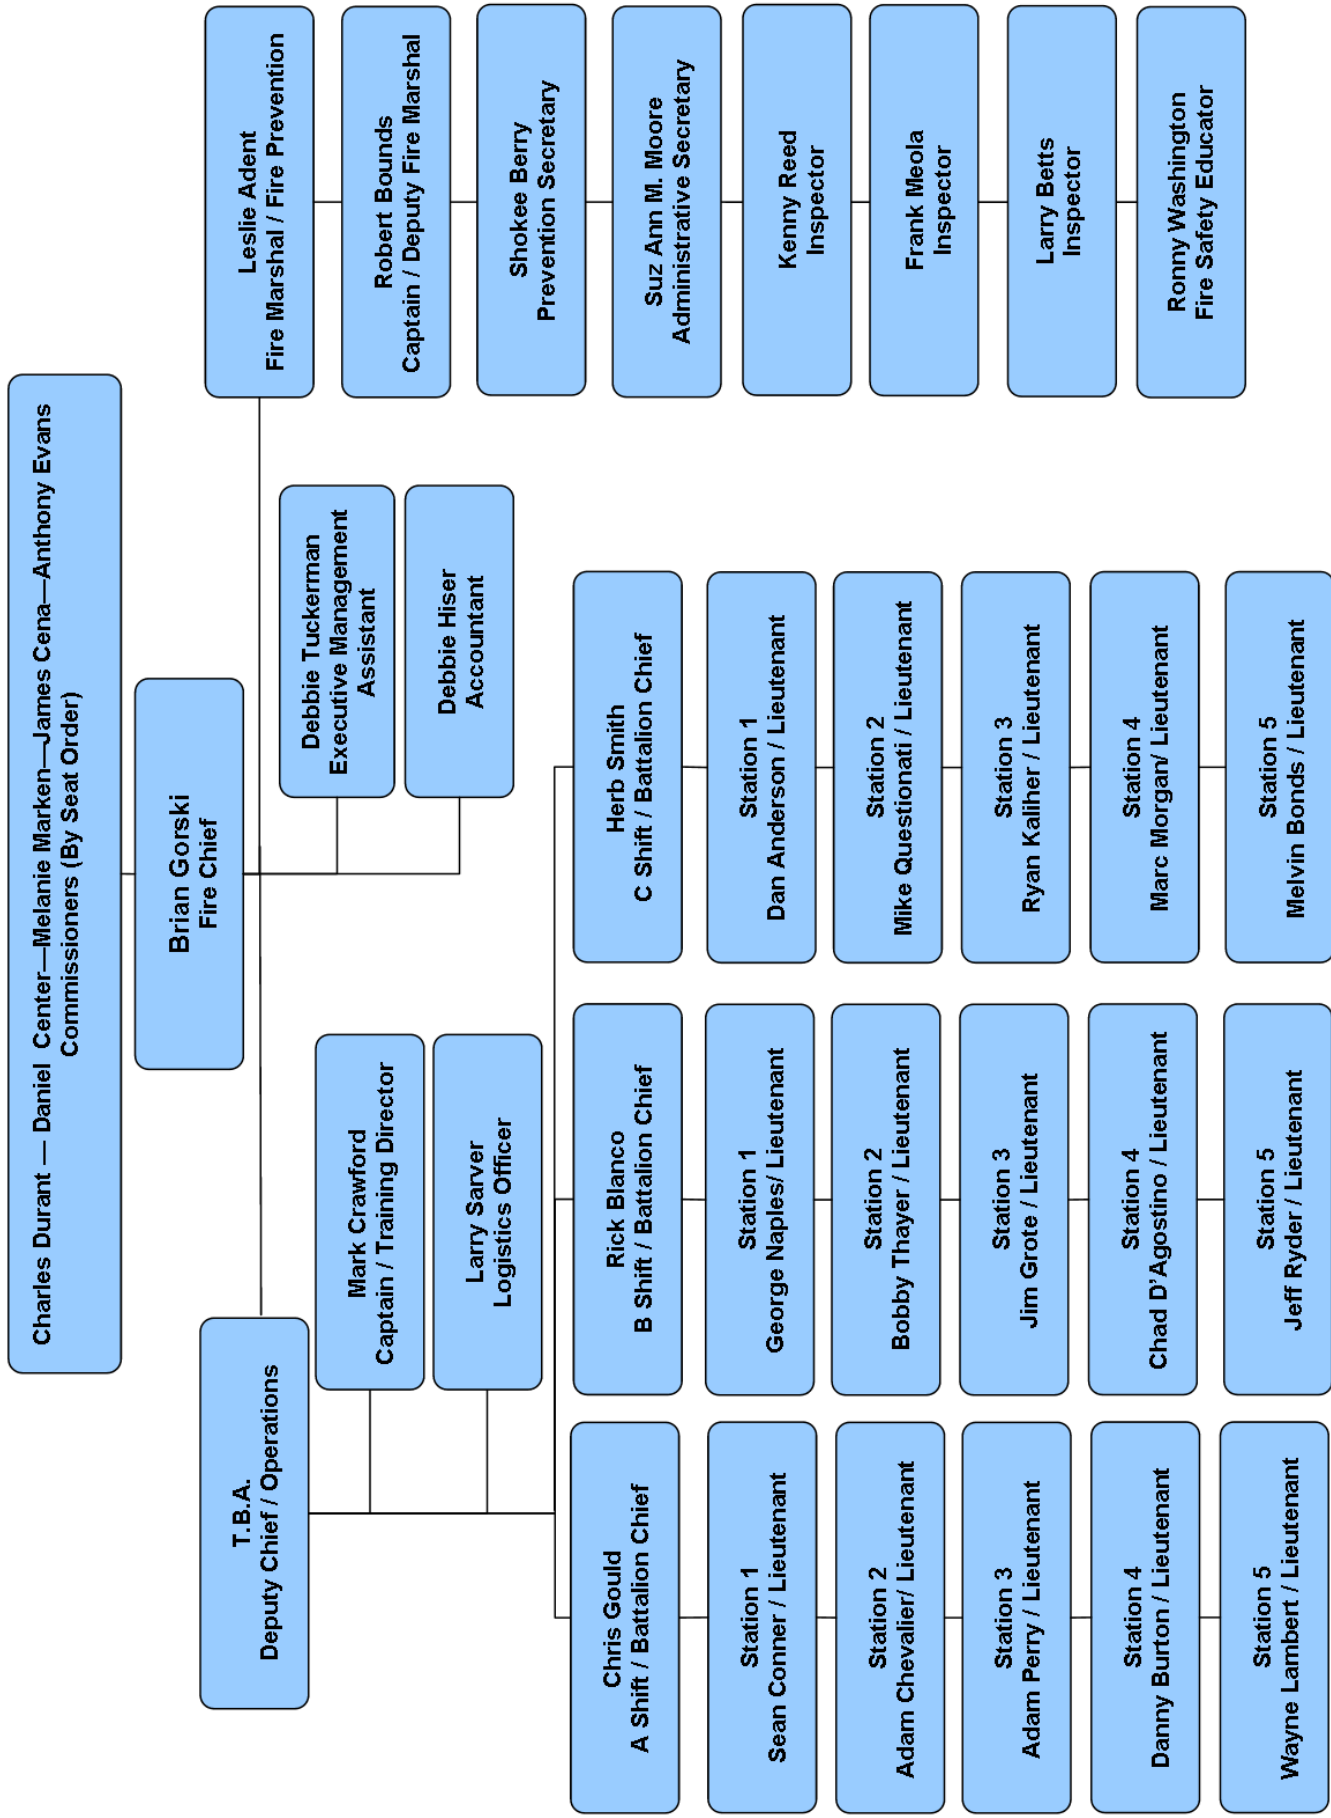 Charles Durant — Daniel Center—Melanie Marken—James Cena—Anthony Evans
Commissioners (By Seat Order)
Brian Gorski
Fire Chief
T.B.A.
Deputy Chief / Operations
Mark Crawford
Captain / Training Director
Larry Sarver
Logistics Officer
Debbie Tuckerman
Executive Management
Assistant
Debbie Hiser
Accountant
Leslie Adent
Fire Marshal / Fire Prevention
Robert Bounds
Captain / Deputy Fire Marshal
Shokee Berry
Prevention Secretary
Suz Ann M. Moore
Administrative Secretary
Kenny Reed
Inspector
Frank Meola
Inspector
Larry Betts
Inspector
Ronny Washington
Fire Safety Educator
Chris Gould
A Shift / Battalion Chief
Station 1
Sean Conner / Lieutenant
Station 2
Adam Chevalier/ Lieutenant
Station 3
Adam Perry / Lieutenant
Station 4
Danny Burton / Lieutenant
Station 5
Wayne Lambert / Lieutenant
Rick Blanco
B Shift / Battalion Chief
Station 1
George Naples/ Lieutenant
Station 2
Bobby Thayer / Lieutenant
Station 3
Jim Grote / Lieutenant
Station 4
Chad D’Agostino / Lieutenant
Station 5
Jeff Ryder / Lieutenant
Herb Smith
C Shift / Battalion Chief
Station 1
Dan Anderson / Lieutenant
Station 2
Mike Questionati / Lieutenant
Station 3
Ryan Kaliher / Lieutenant
Station 4
Marc Morgan/ Lieutenant
Station 5
Melvin Bonds / Lieutenant